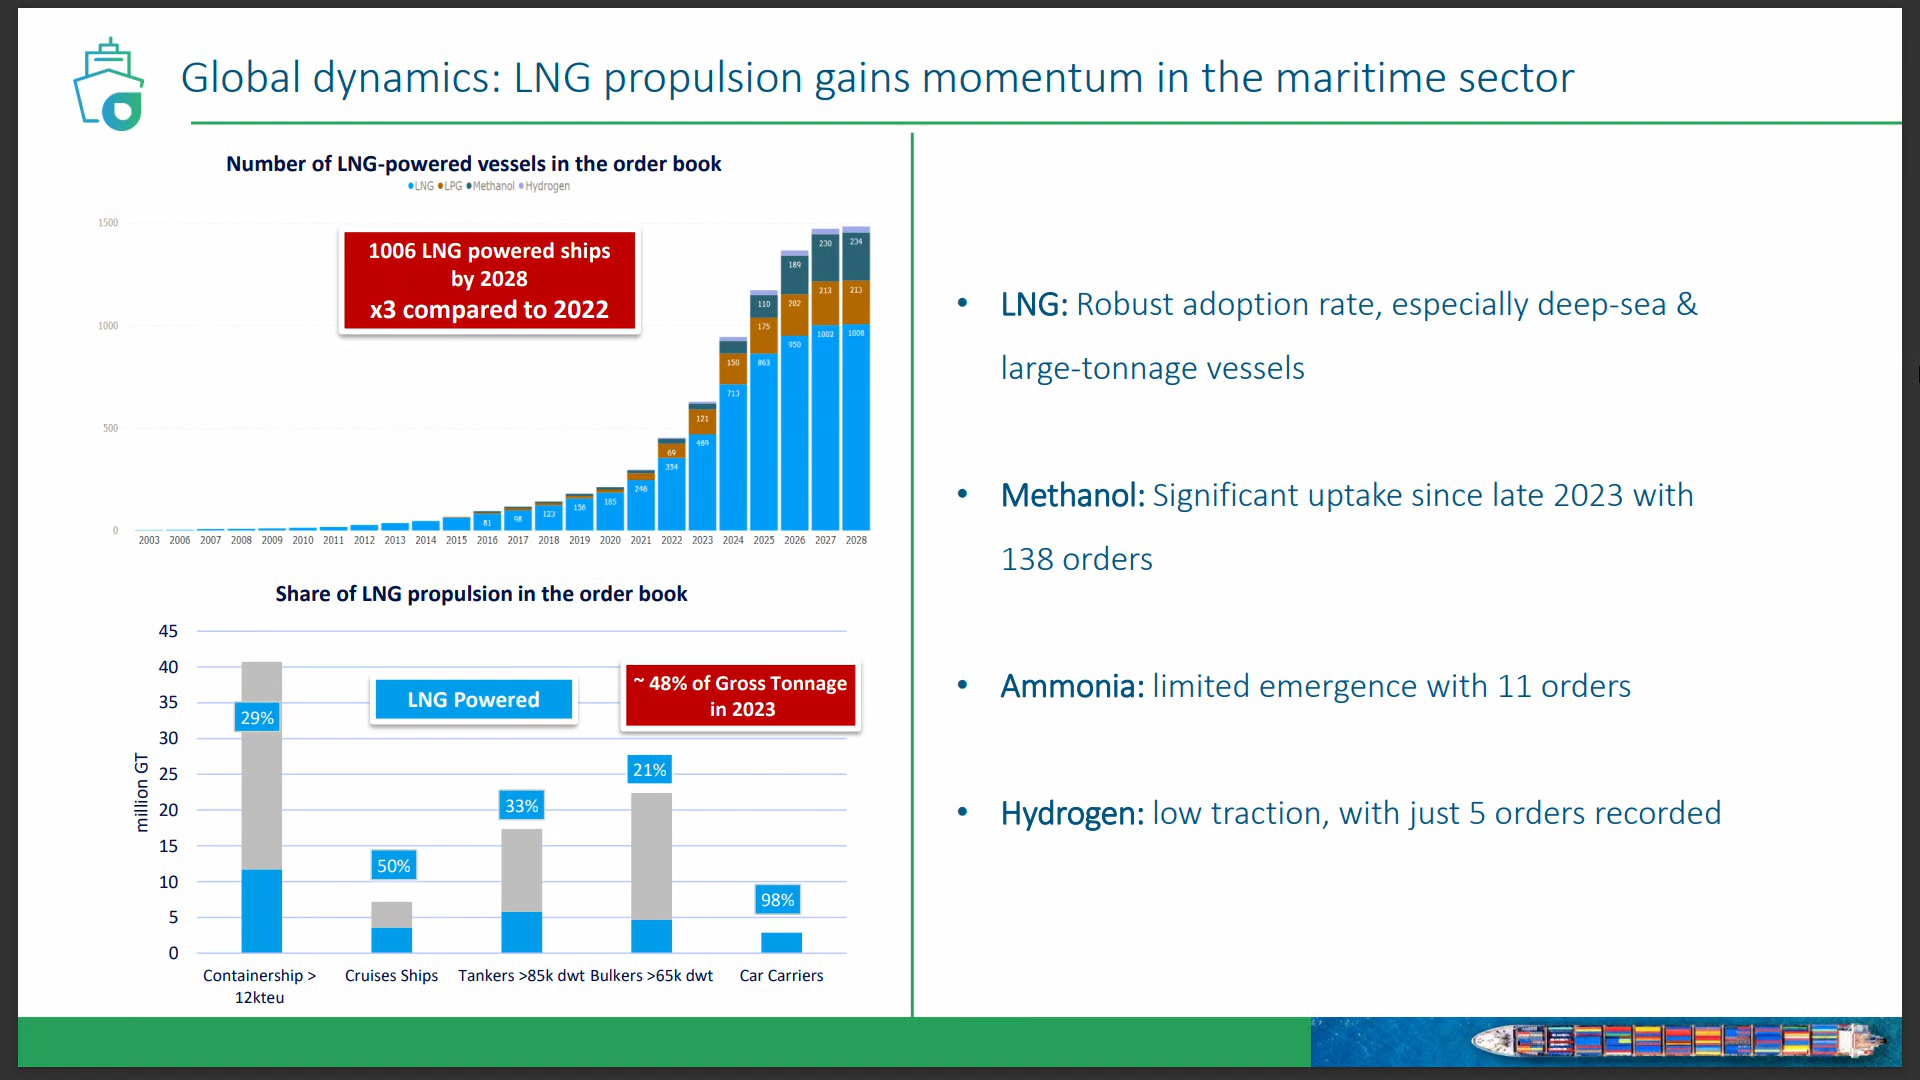 Global dynamics: LNG propulsion gains momentum in the maritime sector
Number of LNG-powered vessels in the order book
LNG LPG Methanol Hydrogen
1500
1000
500
0
1006 LNG powered ships
by 2028
x3 compared to 2022
81
98
123
156
185
246
354
69
489
121
713
150
863
175
110
950
202
189
1002
213
230
1006
213
234
2003 2006 2007 2008 2009 2010 2011 2012 2013 2014 2015 2016 2017 2018 2019 2020 2021 2022 2023 2024 2025 2026 2027 2028
Share of LNG propulsion in the order book
million GT
45
40
35
30
25
20
15
10
5
0
LNG Powered
~ 48% of Gross Tonnage
in 2023
29%
50%
33%
21%
98%
Containership >
12kteu
Cruises Ships
Tankers >85k dwt
Bulkers >65k dwt
Car Carriers
• LNG: Robust adoption rate, especially deep-sea &
large-tonnage vessels
• Methanol: Significant uptake since late 2023 with
138 orders
• Ammonia: limited emergence with 11 orders
• Hydrogen: low traction, with just 5 orders recorded